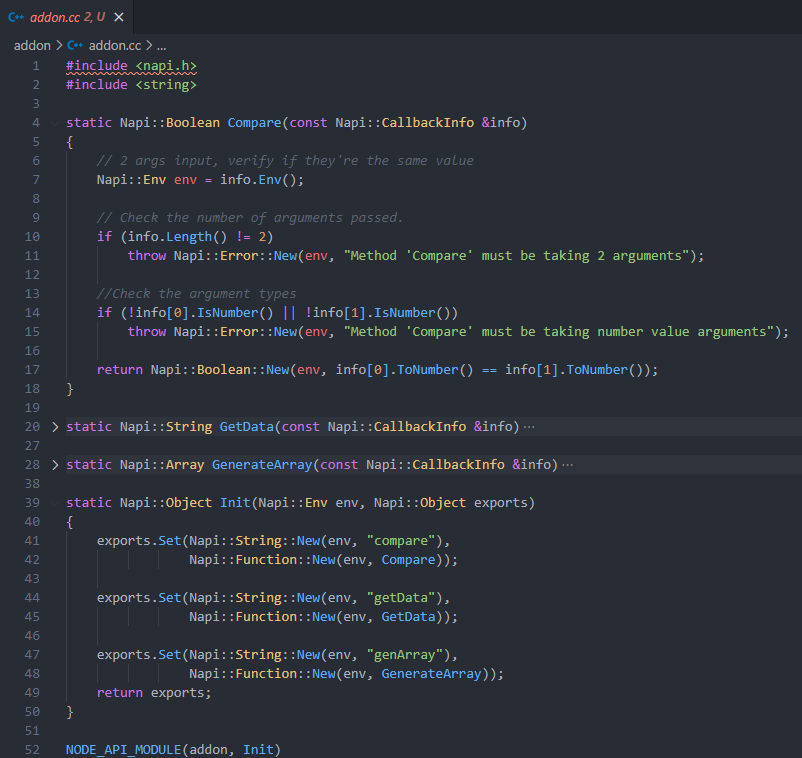 C++ addon.cc 2, U ×
addon > C++ addon.cc > ...
1 #include <napi.h>
2 #include <string>
3
4 static Napi::Boolean Compare(const Napi::CallbackInfo &info)
5 {
6     // 2 args input, verify if they're the same value
7     Napi::Env env = info.Env();
8
9     // Check the number of arguments passed.
10     if (info.Length() != 2)
11         throw Napi::Error::New(env, "Method 'Compare' must be taking 2 arguments");
12
13     //Check the argument types
14     if (!info[0].IsNumber() || !info[1].IsNumber())
15         throw Napi::Error::New(env, "Method 'Compare' must be taking number value arguments");
16
17     return Napi::Boolean::New(env, info[0].ToNumber() == info[1].ToNumber());
18 }
19
20 > static Napi::String GetData(const Napi::CallbackInfo &info) ...
27
28 > static Napi::Array GenerateArray(const Napi::CallbackInfo &info) ...
38
39 static Napi::Object Init(Napi::Env env, Napi::Object exports)
40 {
41     exports.Set(Napi::String::New(env, "compare"),
42                 Napi::Function::New(env, Compare));
43
44     exports.Set(Napi::String::New(env, "getData"),
45                 Napi::Function::New(env, GetData));
46
47     exports.Set(Napi::String::New(env, "genArray"),
48                 Napi::Function::New(env, GenerateArray));
49     return exports;
50 }
51
52 NODE_API_MODULE(addon, Init)